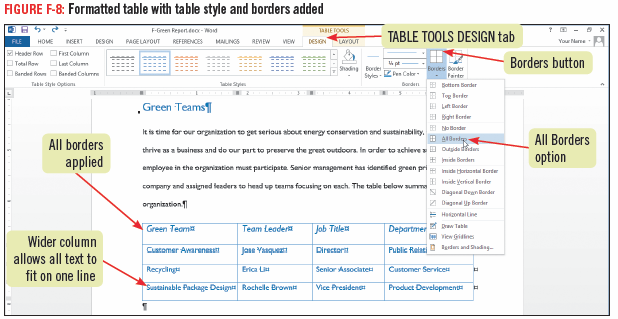 FIGURE F-8: Formatted table with table style and borders added
F-Green Report.docx - Word
TABLE TOOLS
FILE HOME INSERT DESIGN PAGE LAYOUT REFERENCES MAILINGS REVIEW VIEW DESIGN LAYOUT
Your Name
TABLE TOOLS DESIGN tab
Borders button
Header Row First Column
Total Row Last Column
Banded Rows Banded Columns
Table Style Options
Table Styles
Shading
Border Styles
¼ pt
Pen Color
Borders
Border Painter
Borders
Bottom Border
Top Border
Left Border
Right Border
No Border
All Borders
Outside Borders
Inside Borders
Inside Horizontal Border
Inside Vertical Border
Diagonal Down Border
Diagonal Up Border
Horizontal Line
Draw Table
View Gridlines
Borders and Shading...
All Borders
option
Green Teams¶
It is time for our organization to get serious about energy conservation and sustainability,
thrive as a business and do our part to preserve the great outdoors. In order to achieve
employee in the organization must participate. Senior management has identified green
company and assigned leaders to head up teams focusing on each. The table below
organization.¶
All borders
applied
Wider column
allows all text to
fit on one line
Green Team¤ Team Leader¤ Job Title¤
Customer Awareness¤ Jose Vasquez¤ Director¤ Public
Recycling¤ Erica Li¤ Senior Associate¤ Customer Service¤ ¤
Sustainable Package Design¤ Rochelle Brown¤ Vice President¤ Product Development¤ ¤
¶